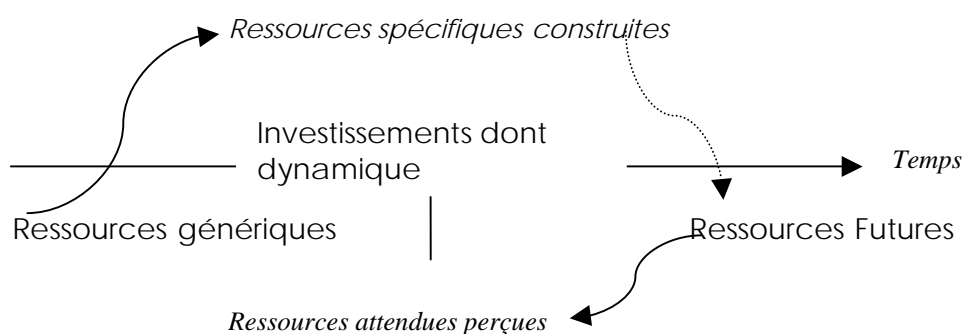 Ressources spécifiques construites
Investissements dont
dynamique
Temps
Ressources génériques
Ressources Futures
Ressources attendues perçues